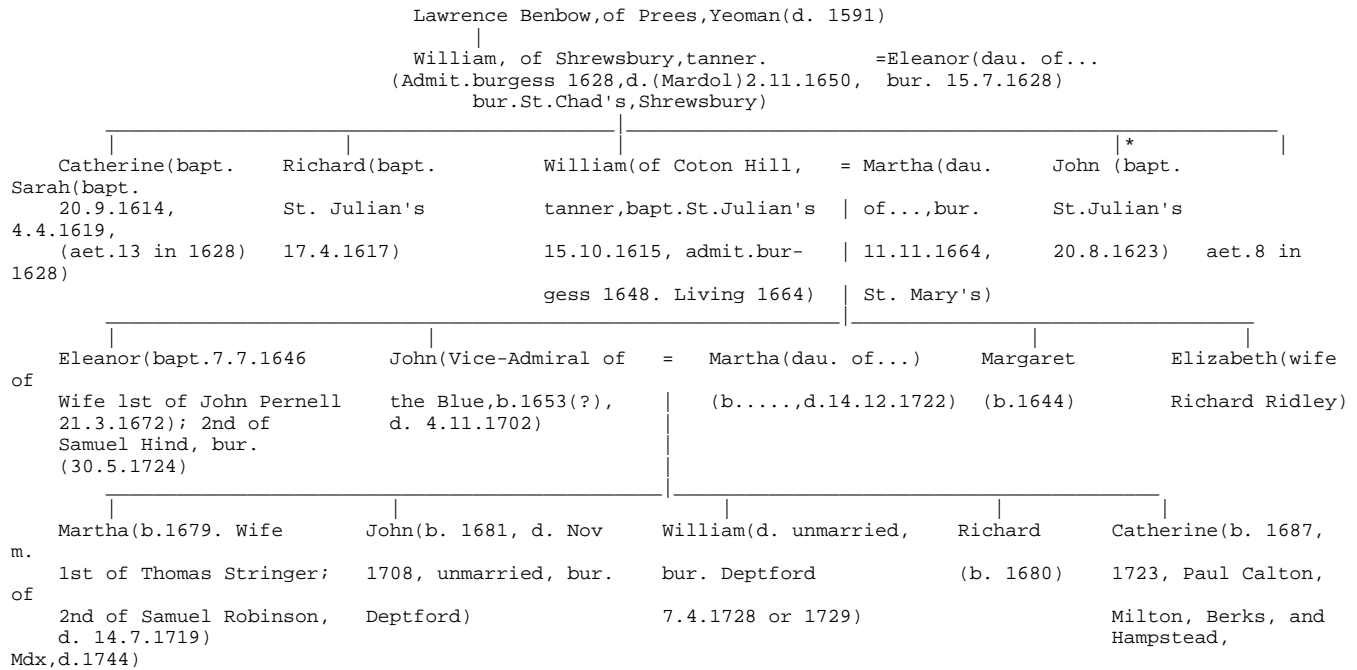 Lawrence Benbow,of Prees,Yeoman(d. 1591)
William, of Shrewsbury,tanner. =Eleanor(dau. of...
(Admit.burgess 1628,d.(Mardol)2.11.1650, bur. 15.7.1628)
bur.St.Chad's,Shrewsbury)
|*
Catherine(bapt. Richard(bapt. William(of Coton Hill, = Martha(dau. John (bapt.
Sarah(bapt.
20.9.1614, St. Julian's tanner,bapt.St.Julian's | of...,bur. St.Julian's
4.4.1619,
(aet.13 in 1628) 17.4.1617) 15.10.1615, admit.bur- | 11.11.1664, 20.8.1623) aet.8 in
1628)
gess 1648. Living 1664) | St. Mary's)
Eleanor(bapt.7.7.1646 John(Vice-Admiral of = Martha(dau. of...) Margaret Elizabeth(wife
of
Wife 1st of John Pernell the Blue,b.1653(?), | (b.....,d.14.12.1722) (b.1644) Richard Ridley)
21.3.1672); 2nd of d. 4.11.1702) |
Samuel Hind, bur. |
(30.5.1724) |
Martha(b.1679. Wife John(b. 1681, d. Nov William(d. unmarried, Richard Catherine(b. 1687,
m.
1st of Thomas Stringer; 1708, unmarried, bur. bur. Deptford (b. 1680) 1723, Paul Calton,
of
2nd of Samuel Robinson, Deptford) 7.4.1728 or 1729) Milton, Berks, and
d. 14.7.1719) Hampstead,
Mdx,d.1744)